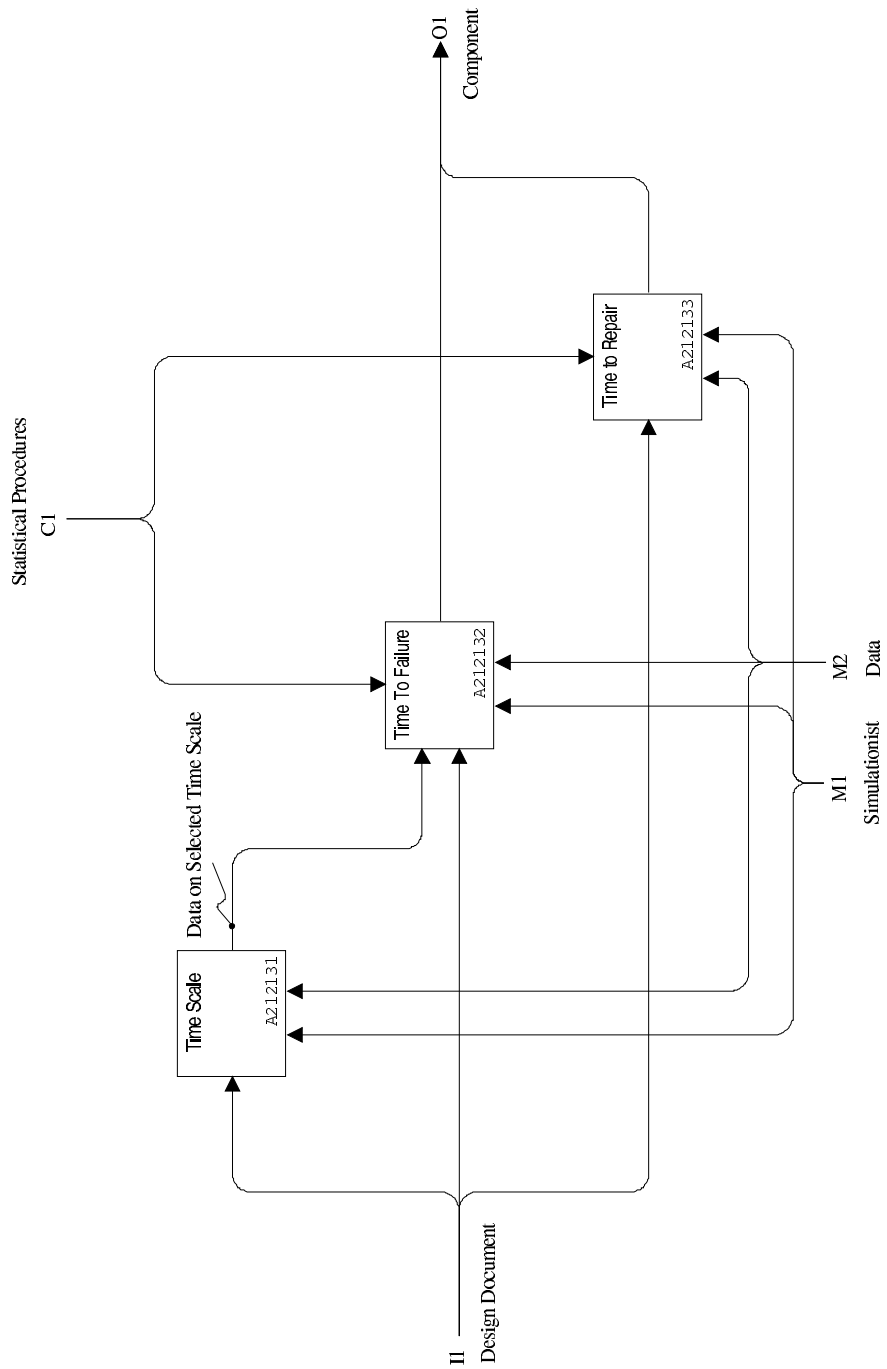 Statistical Procedures
C1
Data on Selected Time Scale
Time Scale
A212131
Time To Failure
A212132
Time to Repair
A212133
I1
Design Document
O1
Component
M1
Simulationist
M2
Data